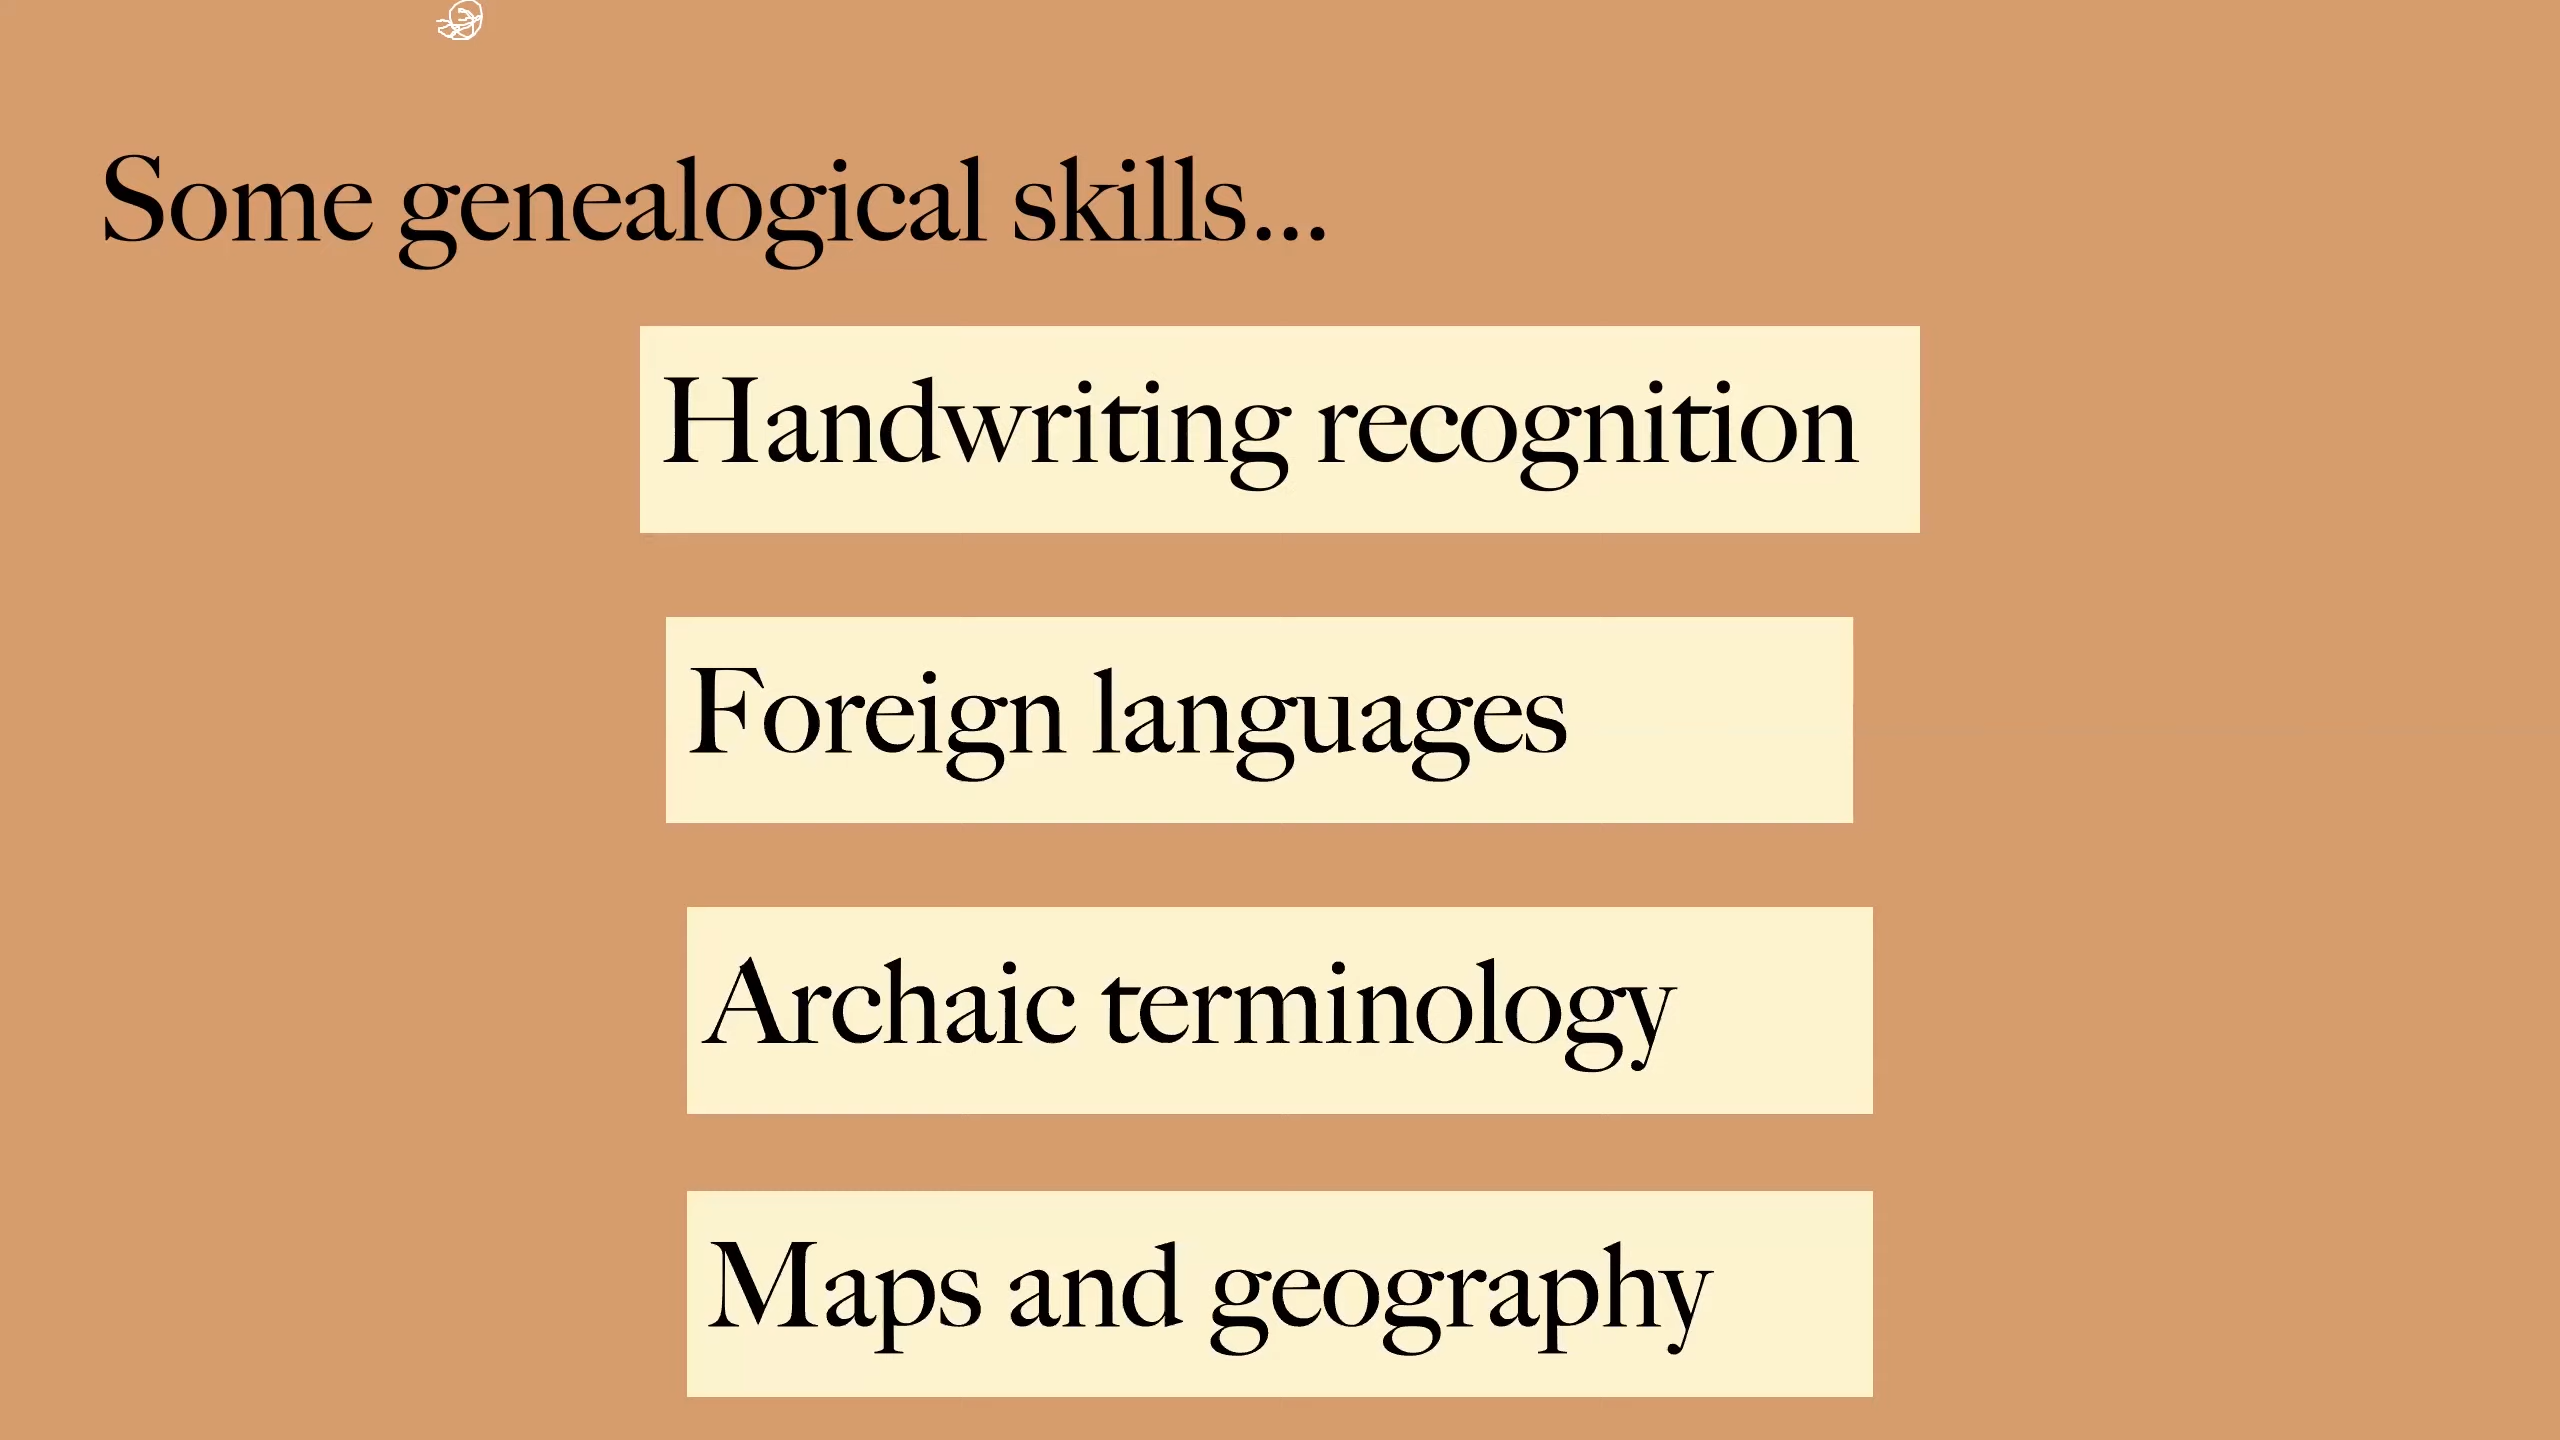 Some genealogical skills...
Handwriting recognition
Foreign languages
Archaic terminology
Maps and geography